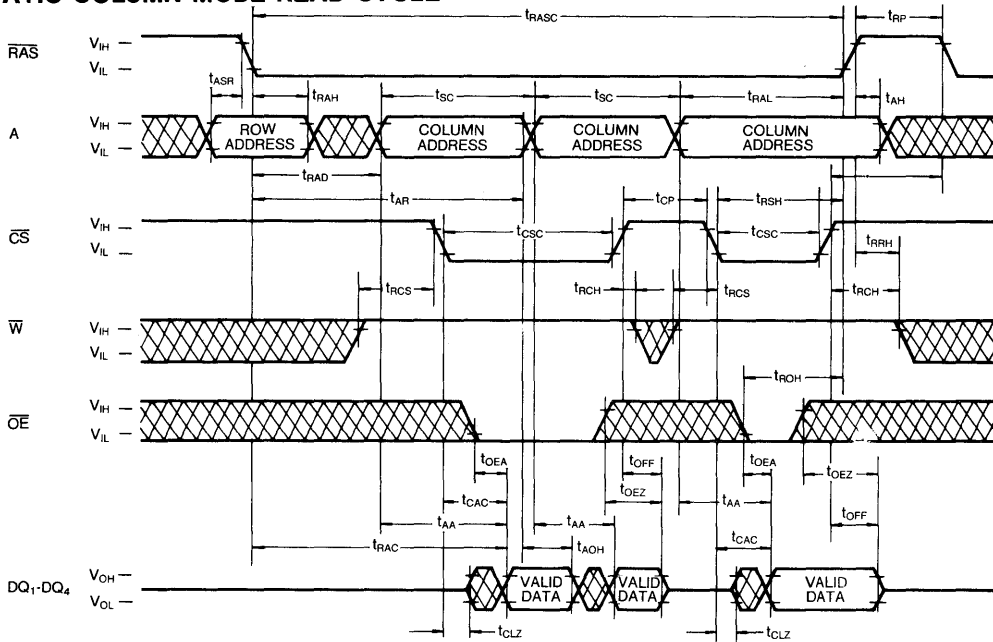 ATIC COLUMN MODE READ CYCLE
tRASC
tRP
RAS
VIH
VIL
tASR
tRAH
tSC
tSC
tRAL
tAH
A
VIH
VIL
ROW ADDRESS
COLUMN ADDRESS
COLUMN ADDRESS
COLUMN ADDRESS
tRAD
tAR
tCP
tRSH
CS
VIH
VIL
tCSC
tCSC
tRRH
tRCS
tRCH
tRCS
tRCH
W
VIH
VIL
tROH
OE
VIH
VIL
tOEA
tOFF
tOEA
tOEZ
tCAC
tOEZ
tAA
tAA
tAA
tOFF
tRAC
tAOH
tCAC
DQ1-DQ4
VOH
VOL
VALID DATA
VALID DATA
VALID DATA
tCLZ
tCLZ